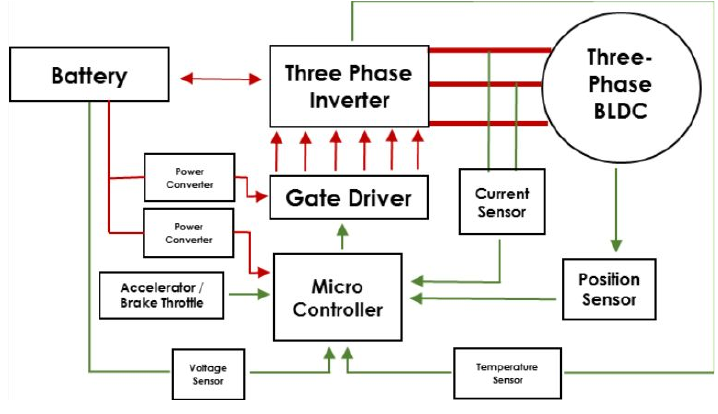 Battery
Three Phase
Inverter
Three-
Phase
BLDC
Power
Converter
Gate Driver
Current
Sensor
Power
Converter
Accelerator /
Brake Throttle
Micro
Controller
Position
Sensor
Voltage
Sensor
Temperature
Sensor